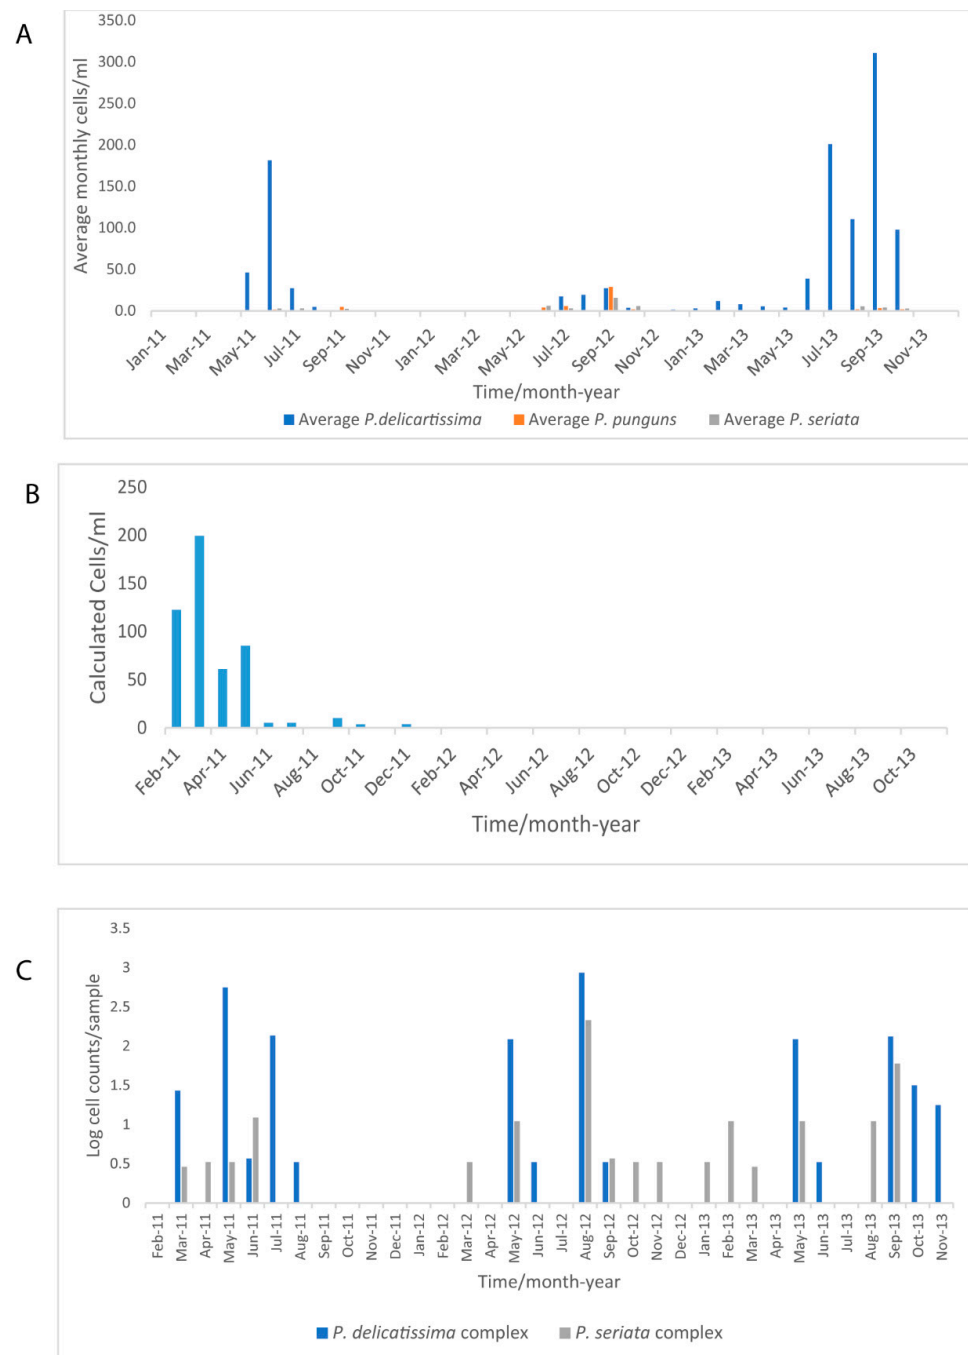 A
350.0
300.0
250.0
200.0
150.0
100.0
50.0
0.0
Average monthly cells/ml
Jan-11 Mar-11 May-11 Jul-11 Sep-11 Nov-11 Jan-12 Mar-12 May-12 Jul-12 Sep-12 Nov-12 Jan-13 Mar-13 May-13 Jul-13 Sep-13 Nov-13
Time/month-year
Average P.delicartissima Average P. punguns Average P. seriata
B
250
200
150
100
50
0
Calculated Cells/ml
Feb-11 Apr-11 Jun-11 Aug-11 Oct-11 Dec-11 Feb-12 Apr-12 Jun-12 Aug-12 Oct-12 Dec-12 Feb-13 Apr-13 Jun-13 Aug-13 Oct-13
Time/month-year
C
3.5
3
2.5
2
1.5
1
0.5
0
Log cell counts/sample
Feb-11 Mar-11 Apr-11 May-11 Jun-11 Jul-11 Aug-11 Sep-11 Oct-11 Nov-11 Dec-11 Jan-12 Mar-12 Apr-12 May-12 Jun-12 Jul-12 Aug-12 Sep-12 Oct-12 Nov-12 Dec-12 Jan-13 Feb-13 Mar-13 Apr-13 May-13 Jun-13 Jul-13 Aug-13 Sep-13 Oct-13 Nov-13
Time/month-year
P. delicatissima complex P. seriata complex